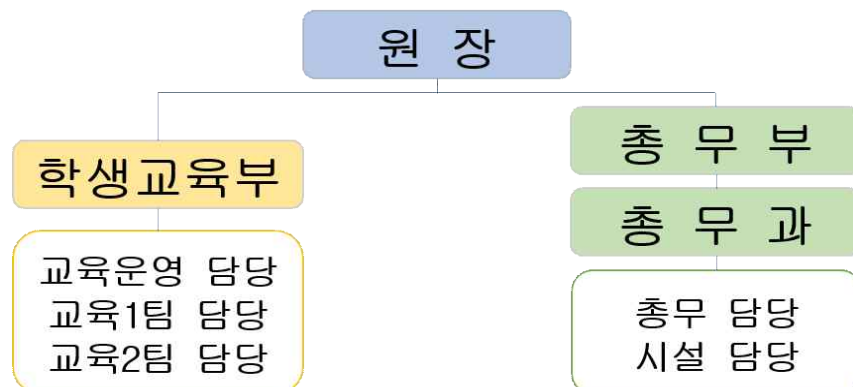 원 장
학생교육부
교육운영 담당
교육1팀 담당
교육2팀 담당
총 무 부
총 무 과
총무 담당
시설 담당